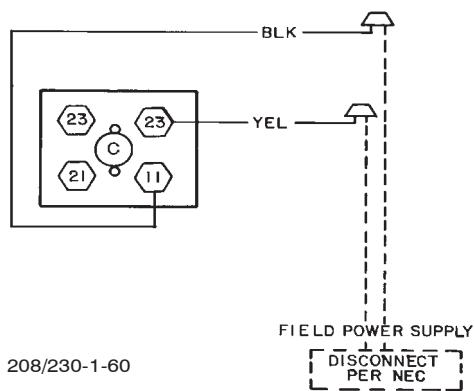 BLK
23 23
YEL
C
21 11
FIELD POWER SUPPLY
208/230-1-60
DISCONNECT
PER NEC